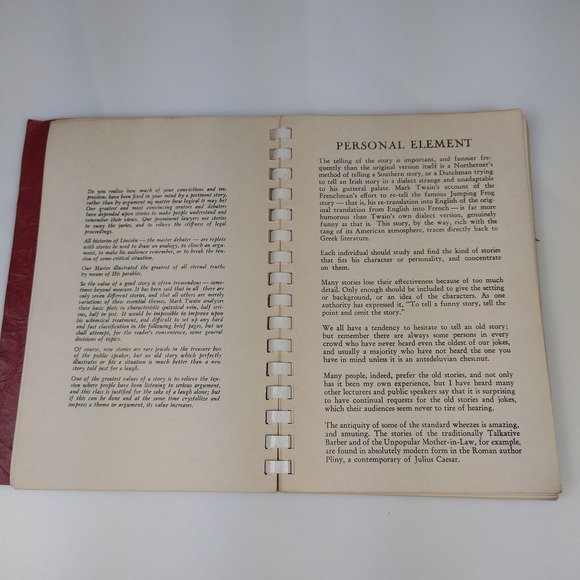 Do you realize how much of your convictions and im-
pressions have been fixed in your mind by a pertinent story,
rather than by argument no matter how logical it may be?
Our greatest and most convincing orators and debaters
have depended upon stories to make people understand and
remember their views. Our prominent lawyers use stories
to sway the juries, and to relieve the stiffness of legal
proceedings.
All histories of Lincoln — the master debater — are replete
with stories he used to draw an analogy, to clinch an argu-
ment, to make his audience remember, or to break the ten-
sion of some critical situation.
Our Master illustrated the greatest of all eternal truths
by means of His parables.
So the value of a good story is often tremendous — some-
times beyond measure. It has been said that in all there are
only seven different stories, and that all others are merely
variations of these essential themes. Mark Twain analyzes
their basic plots in characteristic quizzical vein, half seri-
ous, half in jest. It would be impossible to improve upon
his whimsical treatment, and difficult to set up any hard
and fast classification in the following brief pages, but we
shall attempt, for the reader's convenience, some general
divisions of topics.
Of course, new stories are rare jewels in the treasure box
of the public speaker, but an old story which perfectly
illustrates or fits a situation is much better than a new
story told just for a laugh.
One of the greatest values of a story is to relieve the ten-
sion where people have been listening to serious argument,
and this class is justified for the sake of a laugh alone; but
if this can be done and at the same time crystallize and
impress a theme or argument, its value increases.
PERSONAL ELEMENT
The telling of the story is important, and funnier fre-
quently than the original version itself is a Northerner's
method of telling a Southern story, or a Dutchman trying
to tell an Irish story in a dialect strange and unadaptable
to his gutteral palate. Mark Twain's account of the
Frenchman's effort to re-tell the famous Jumping Frog
story — that is, his re-translation into English of the orig-
inal translation from English into French — is far more
humorous than Twain's own dialect version, genuinely
funny as that is. This story, by the way, rich with the
tang of its American atmosphere, traces directly back to
Greek literature.
Each individual should study and find the kind of stories
that fits his character or personality, and concentrate
on them.
Many stories lose their effectiveness because of too much
detail. Only enough should be included to give the setting
or background, or an idea of the characters. As one
authority has expressed it, "To tell a funny story, tell the
point and omit the story."
We all have a tendency to hesitate to tell an old story;
but remember there are always some persons in every
crowd who have never heard even the oldest of our jokes,
and usually a majority who have not heard the one you
have in mind unless it is an antedeluvian chesnut.
Many people, indeed, prefer the old stories, and not only
has it been my own experience, but I have heard many
other lecturers and public speakers say that it is surprising
to have continual requests for the old stories and jokes,
which their audiences seem never to tire of hearing.
The antiquity of some of the standard wheezes is amazing,
and amusing. The stories of the traditionally Talkative
Barber and of the Unpopular Mother-in-Law, for example,
are found in absolutely modern form in the Roman author
Pliny, a contemporary of Julius Caesar.